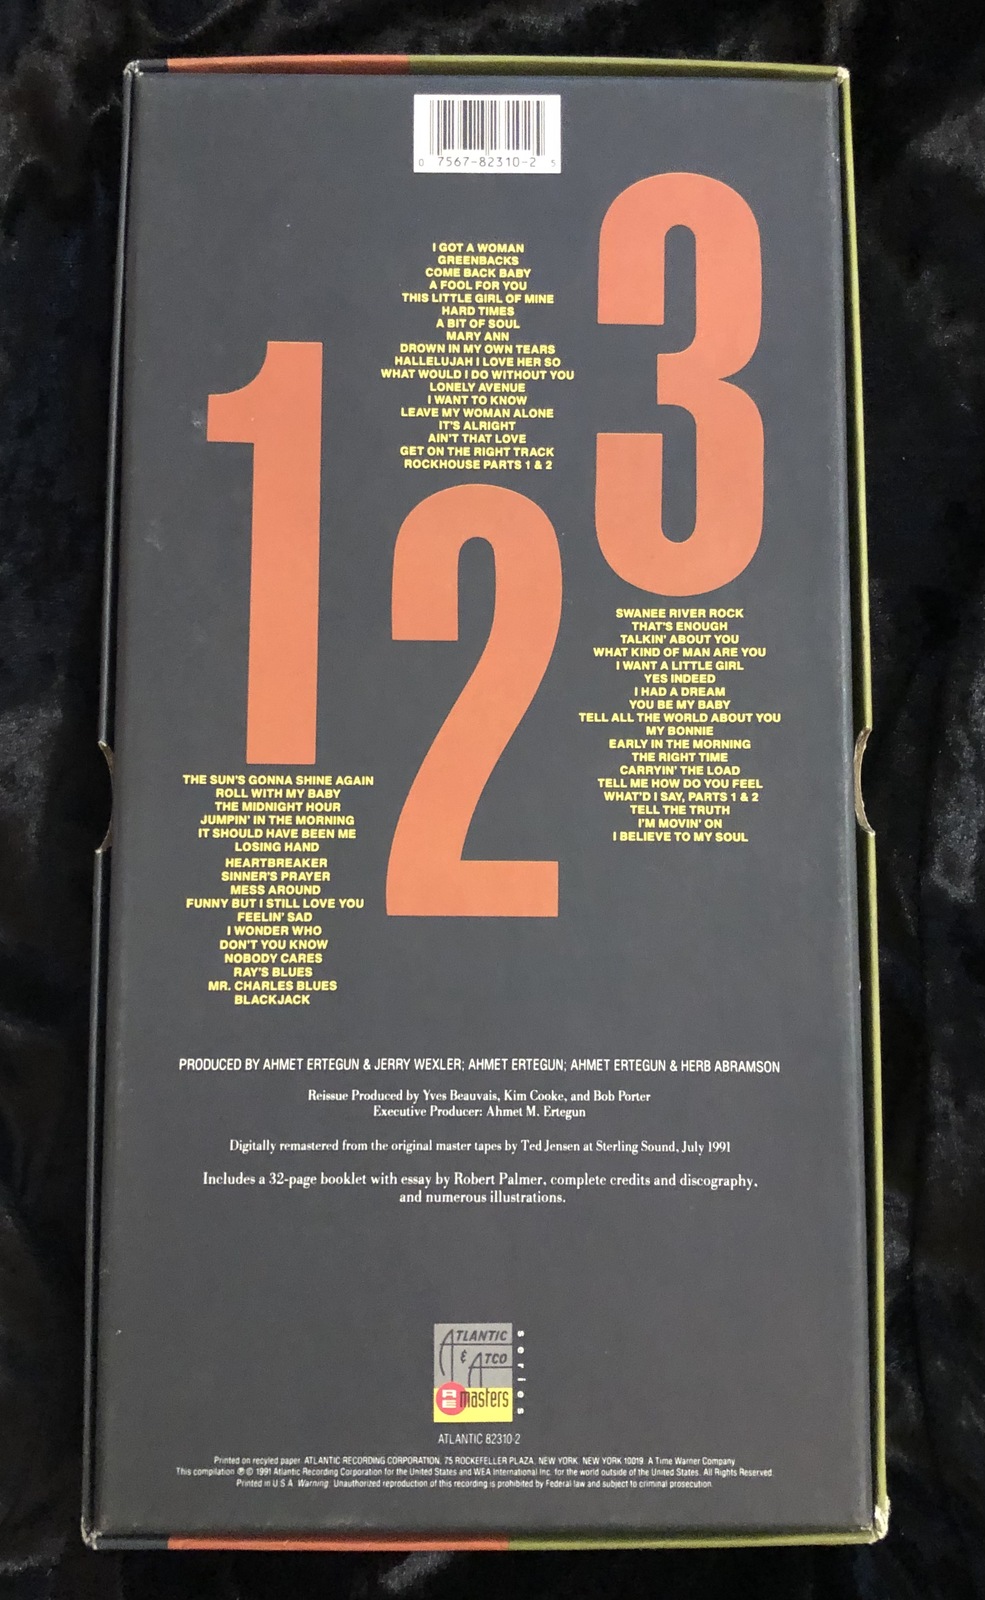 0 7567-82310-2 5
3
I GOT A WOMAN
GREENBACKS
COME BACK BABY
A FOOL FOR YOU
THIS LITTLE GIRL OF MINE
HARD TIMES
A BIT OF SOUL
MARY ANN
DROWN IN MY OWN TEARS
HALLELUJAH I LOVE HER SO
WHAT WOULD I DO WITHOUT YOU
LONELY AVENUE
I WANT TO KNOW
LEAVE MY WOMAN ALONE
IT'S ALRIGHT
AIN'T THAT LOVE
GET ON THE RIGHT TRACK
ROCKHOUSE PARTS 1 & 2
1
2
SWANEE RIVER ROCK
THAT'S ENOUGH
TALKIN' ABOUT YOU
WHAT KIND OF MAN ARE YOU
I WANT A LITTLE GIRL
YES INDEED
I HAD A DREAM
YOU BE MY BABY
TELL ALL THE WORLD ABOUT YOU
MY BONNIE
EARLY IN THE MORNING
THE RIGHT TIME
CARRYIN' THE LOAD
TELL ME HOW DO YOU FEEL
WHAT'D I SAY, PARTS 1 & 2
TELL THE TRUTH
I'M MOVIN' ON
I BELIEVE TO MY SOUL
THE SUN'S GONNA SHINE AGAIN
ROLL WITH MY BABY
THE MIDNIGHT HOUR
JUMPIN' IN THE MORNING
IT SHOULD HAVE BEEN ME
LOSING HAND
HEARTBREAKER
SINNER'S PRAYER
MESS AROUND
FUNNY BUT I STILL LOVE YOU
FEELIN' SAD
I WONDER WHO
DON'T YOU KNOW
NOBODY CARES
RAY'S BLUES
MR. CHARLES BLUES
BLACKJACK
PRODUCED BY AHMET ERTEGUN & JERRY WEXLER; AHMET ERTEGUN; AHMET ERTEGUN & HERB ABRAMSON
Reissue Produced by Yves Beauvais, Kim Cooke, and Bob Porter
Executive Producer: Ahmet M. Ertegun
Digitally remastered from the original master tapes by Ted Jensen at Sterling Sound, July 1991
Includes a 32-page booklet with essay by Robert Palmer, complete credits and discography,
and numerous illustrations.
ATLANTIC
& ATCO
Remasters
series
ATLANTIC 82310-2
Printed on recyled paper. ATLANTIC RECORDING CORPORATION, 75 ROCKEFELLER PLAZA, NEW YORK, NEW YORK 10019. A Time Warner Company
This compilation ℗ © 1991 Atlantic Recording Corporation for the United States and WEA International Inc. for the world outside of the United States. All Rights Reserved.
Printed in U.S.A. Warning: Unauthorized reproduction of this recording is prohibited by Federal law and subject to criminal prosecution.